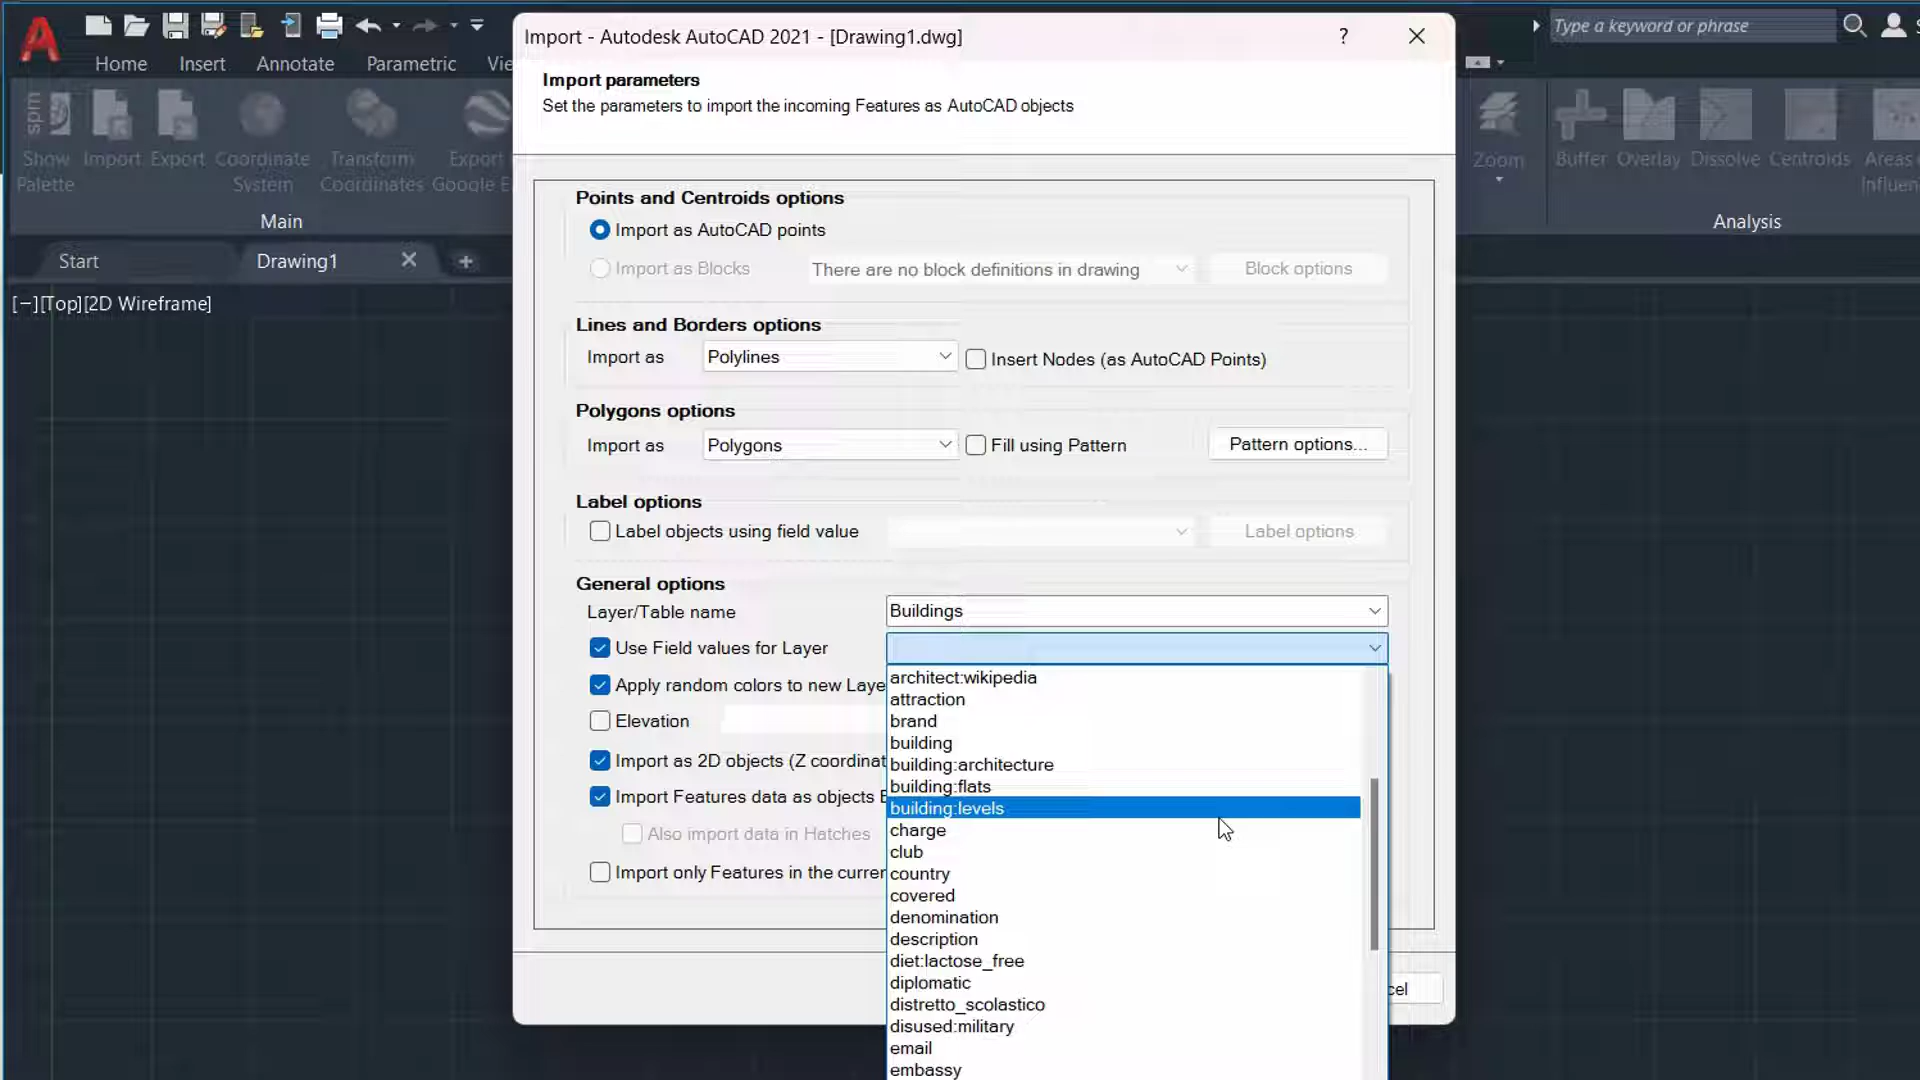 Import - Autodesk AutoCAD 2021 - [Drawing1.dwg]
?
Type a keyword or phrase
Home Insert Annotate Parametric
Import parameters
Set the parameters to import the incoming Features as AutoCAD objects
spm
Show Palette
Import
Export
Coordinate System
Transform Coordinates
Export
Google
Main
Zoom
Buffer
Overlay
Dissolve
Centroids
Areas
Analysis
Start
Drawing1
[−][Top][2D Wireframe]
Points and Centroids options
Import as AutoCAD points
Import as Blocks
There are no block definitions in drawing
Block options
Lines and Borders options
Import as Polylines
Insert Nodes (as AutoCAD Points)
Polygons options
Import as Polygons
Fill using Pattern
Pattern options...
Label options
Label objects using field value
Label options
General options
Layer/Table name Buildings
Use Field values for Layer
Apply random colors to new Laye
Elevation
Import as 2D objects (Z coordinat
Import Features data as objects E
Also import data in Hatches
Import only Features in the curren
architect:wikipedia
attraction
brand
building
building:architecture
building:flats
building:levels
charge
club
country
covered
denomination
description
diet:lactose_free
diplomatic
distretto_scolastico
disused:military
email
embassy
cel